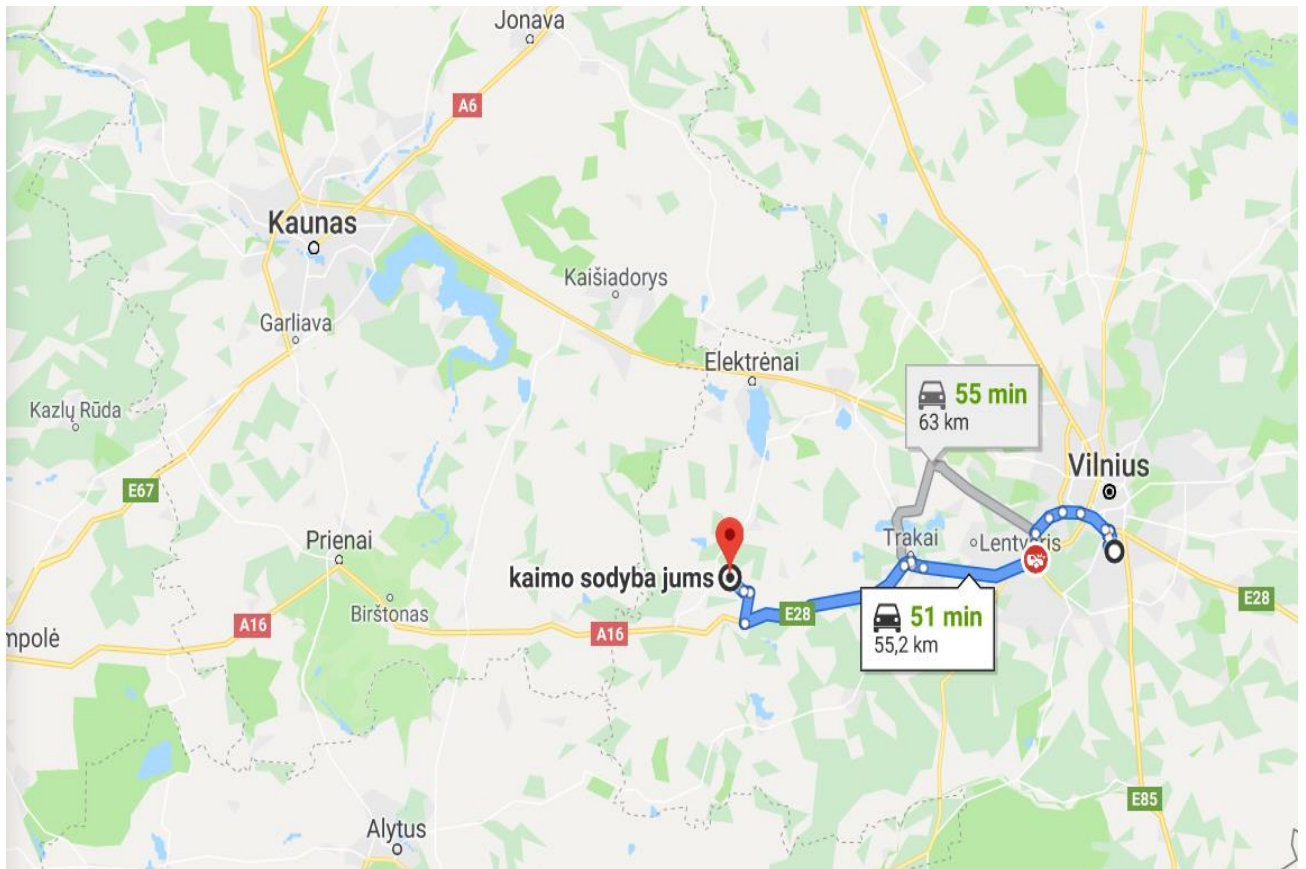 Jonava
A6
Kaunas
Kaišiadorys
Garliava
Elektrėnai
55 min
63 km
Kazlų Rūda
Vilnius
E67
Prienai
Trakai
Lentvaris
kaimo sodyba jums
Birštonas
E28
E28
51 min
55,2 km
A16
A16
mpolė
E85
Alytus